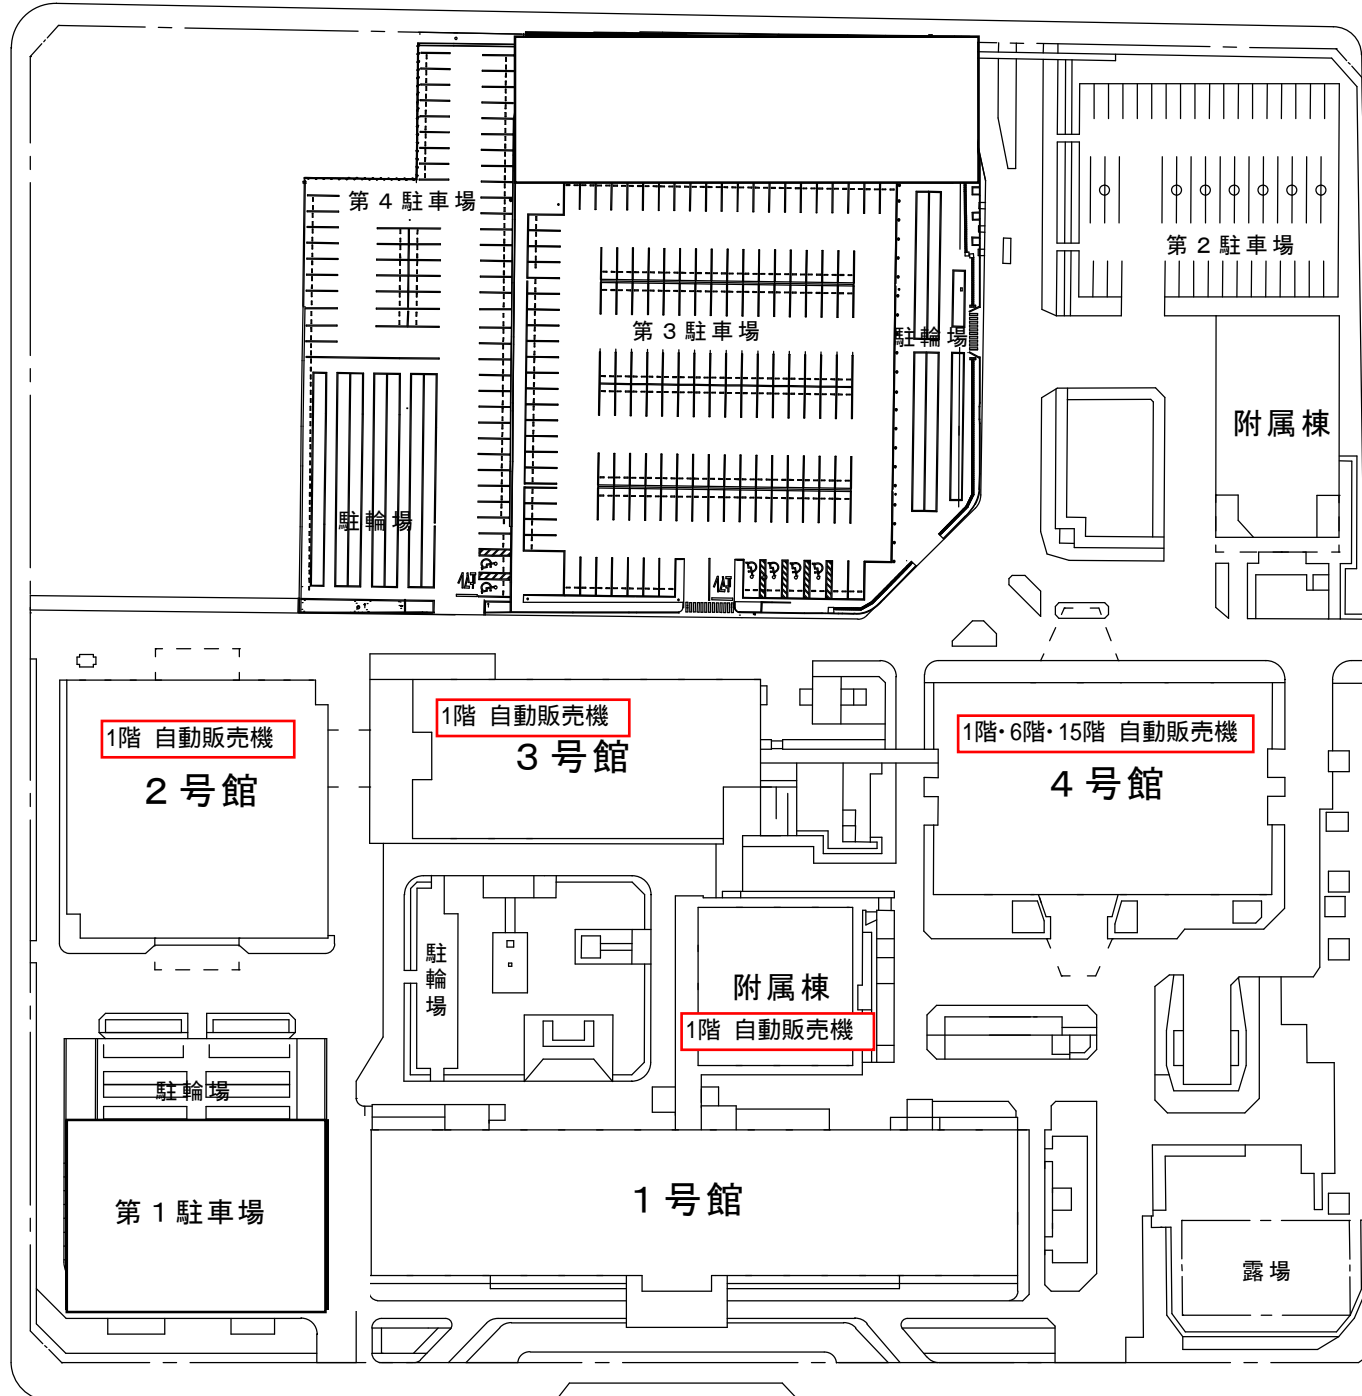 第４駐車場
第２駐車場
第３駐車場
駐輪場
附属棟
駐輪場
1階 自動販売機
２号館
1階 自動販売機
３号館
1階・6階・15階 自動販売機
４号館
駐輪場
附属棟
1階 自動販売機
駐輪場
第１駐車場
１号館
露場